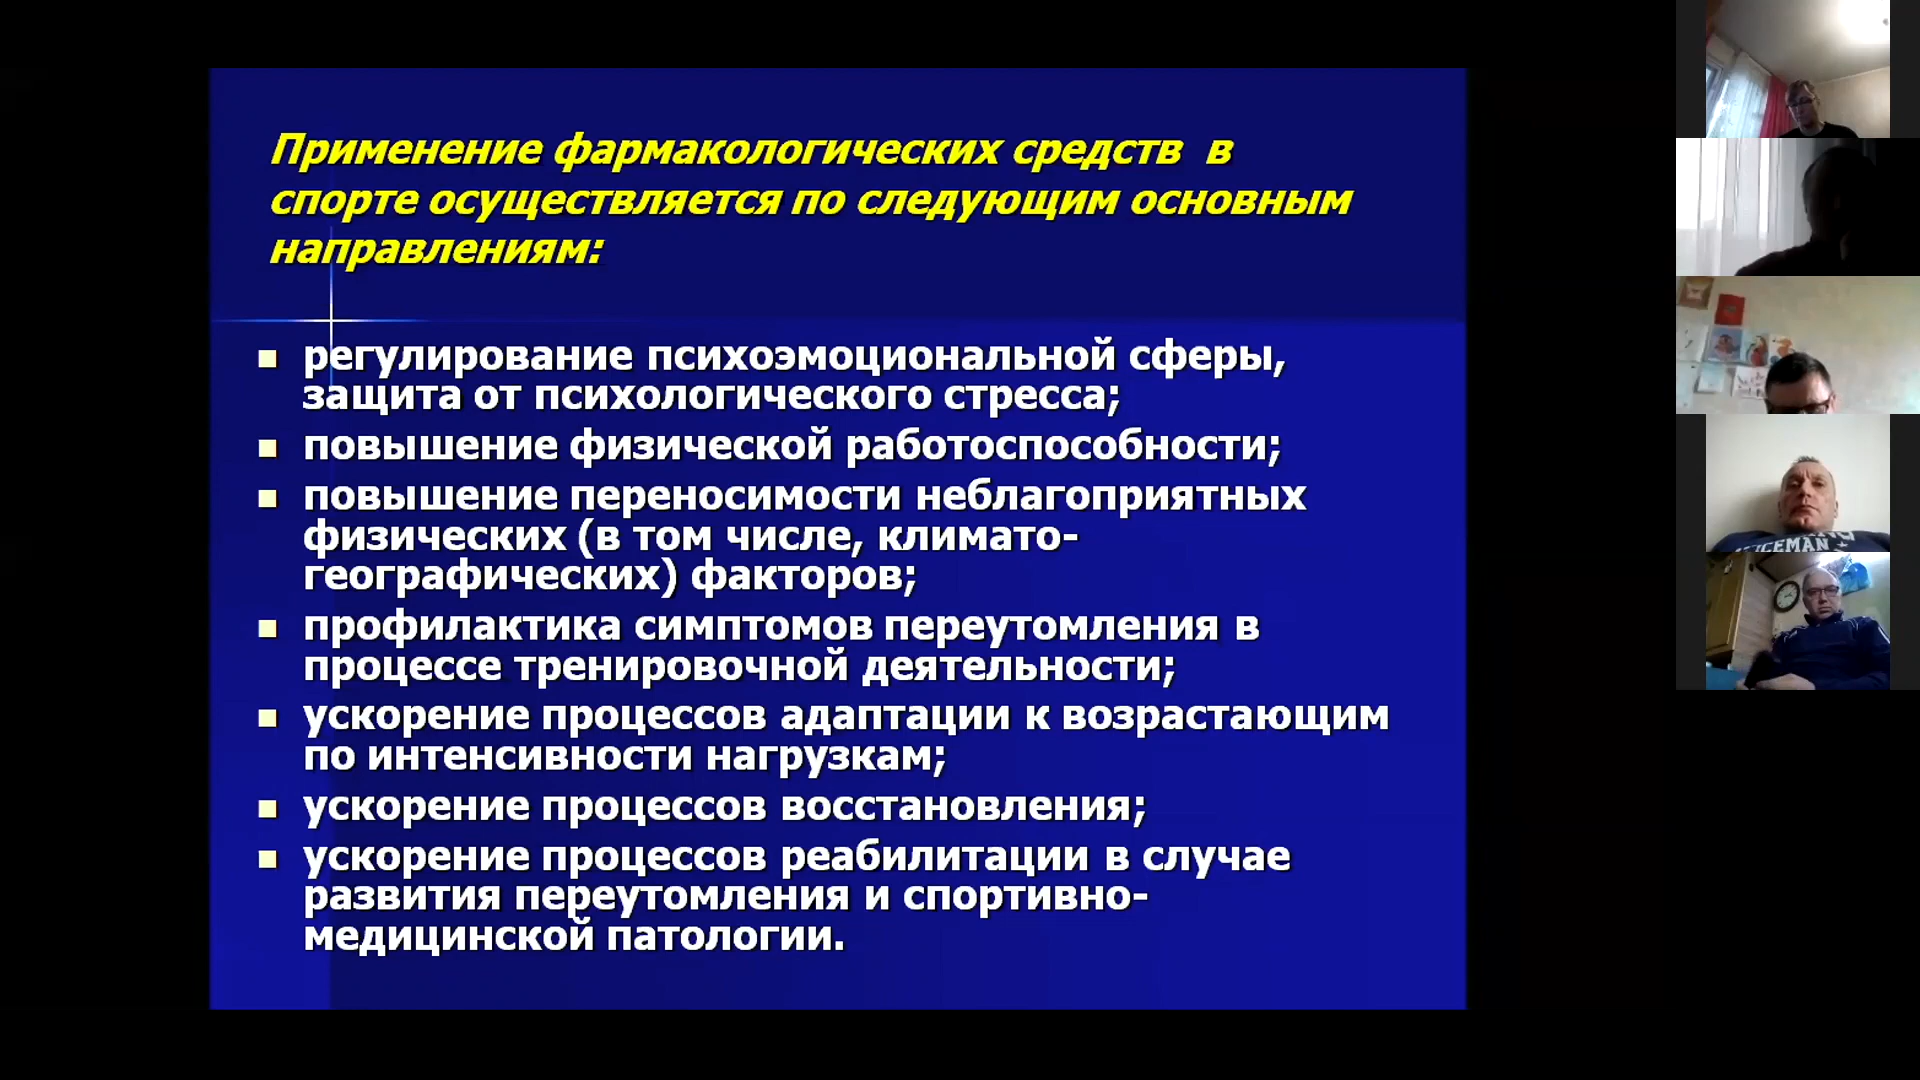 Применение фармакологических средств в
спорте осуществляется по следующим основным
направлениям:
регулирование психоэмоциональной сферы,
защита от психологического стресса;
повышение физической работоспособности;
повышение переносимости неблагоприятных
физических (в том числе, климато-
географических) факторов;
профилактика симптомов переутомления в
процессе тренировочной деятельности;
ускорение процессов адаптации к возрастающим
по интенсивности нагрузкам;
ускорение процессов восстановления;
ускорение процессов реабилитации в случае
развития переутомления и спортивно-
медицинской патологии.